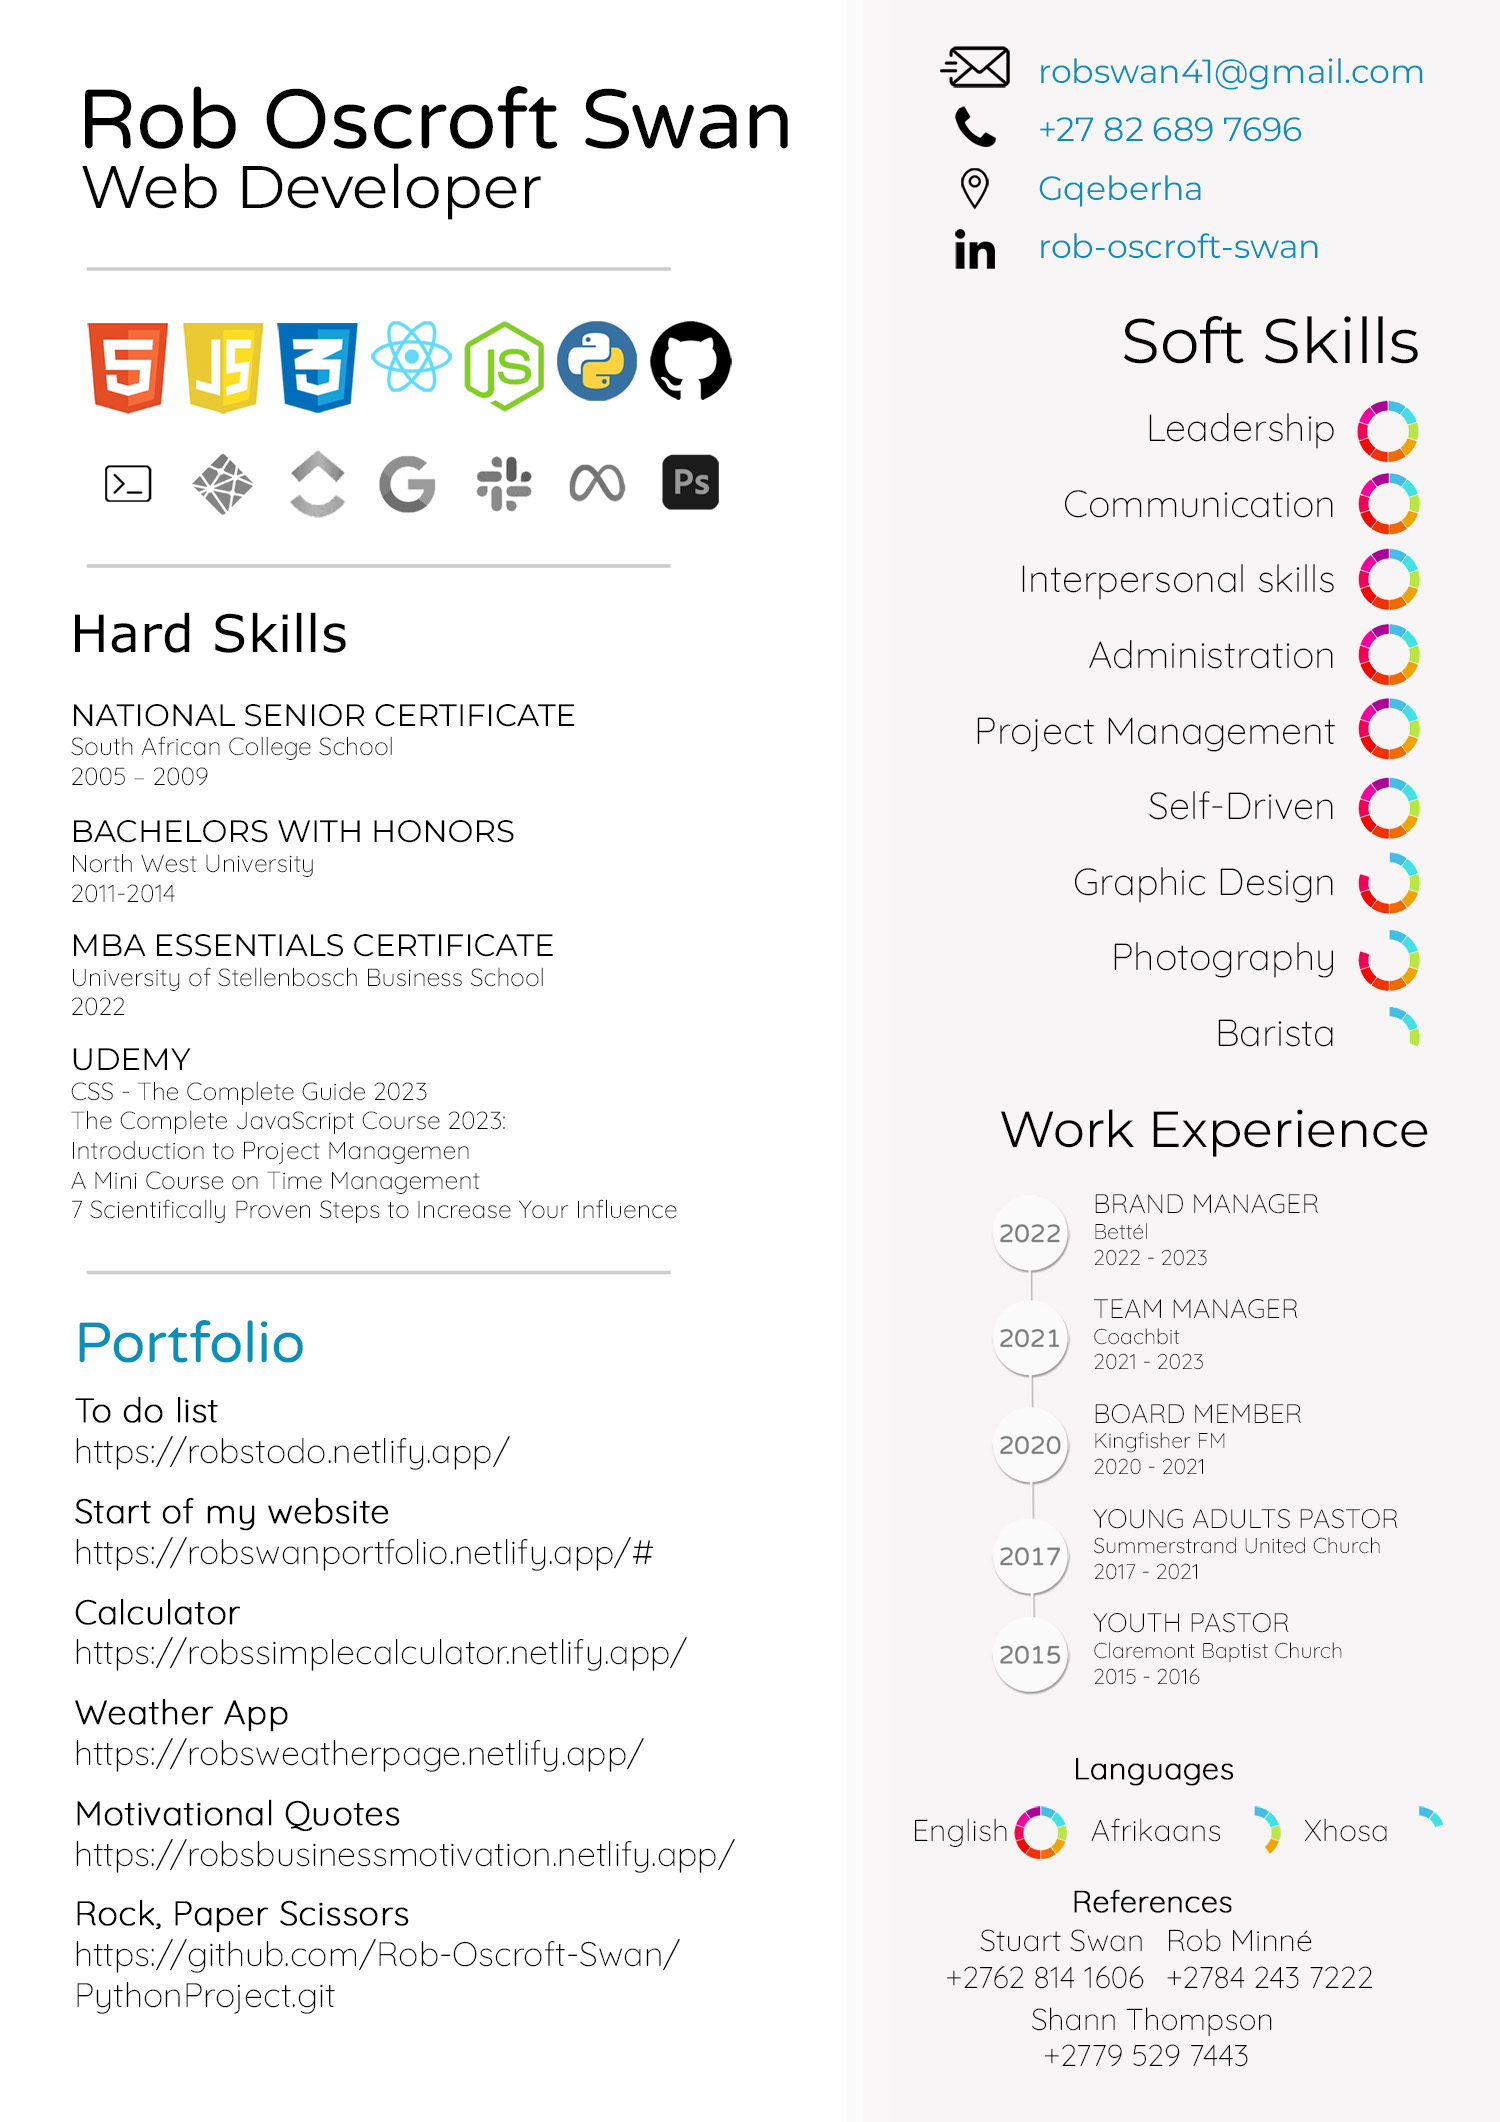 Rob Oscroft Swan
Web Developer
5
JS
3
JS
>_
G
Ps
Hard Skills
NATIONAL SENIOR CERTIFICATE
South African College School
2005 – 2009
BACHELORS WITH HONORS
North West University
2011-2014
MBA ESSENTIALS CERTIFICATE
University of Stellenbosch Business School
2022
UDEMY
CSS - The Complete Guide 2023
The Complete JavaScript Course 2023:
Introduction to Project Managemen
A Mini Course on Time Management
7 Scientifically Proven Steps to Increase Your Influence
Portfolio
To do list
https://robstodo.netlify.app/
Start of my website
https://robswanportfolio.netlify.app/#
Calculator
https://robssimplecalculator.netlify.app/
Weather App
https://robsweatherpage.netlify.app/
Motivational Quotes
https://robsbusinessmotivation.netlify.app/
Rock, Paper Scissors
https://github.com/Rob-Oscroft-Swan/
PythonProject.git
robswan41@gmail.com
+27 82 689 7696
Gqeberha
in rob-oscroft-swan
Soft Skills
Leadership
Communication
Interpersonal skills
Administration
Project Management
Self-Driven
Graphic Design
Photography
Barista
Work Experience
2022
BRAND MANAGER
Bettél
2022 - 2023
2021
TEAM MANAGER
Coachbit
2021 - 2023
2020
BOARD MEMBER
Kingfisher FM
2020 - 2021
2017
YOUNG ADULTS PASTOR
Summerstrand United Church
2017 - 2021
2015
YOUTH PASTOR
Claremont Baptist Church
2015 - 2016
Languages
English Afrikaans Xhosa
References
Stuart Swan Rob Minné
+2762 814 1606 +2784 243 7222
Shann Thompson
+2779 529 7443